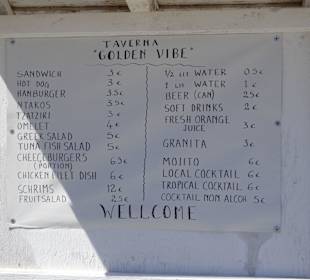 TAVERNA
"GOLDEN VIBE"
SANDWICH 3€
HOT DOG 3€
HAMBURGER 3.5€
NTAKOS 3.5€
TZATZIKI 3€
OMELET 4€
GREEK SALAD 5€
TUNA FISH SALAD 5€
CHEECEBURGERS 6.5€
(PORTION)
CHICKEN FILET DISH 6€
SCHRIMS 12€
FRUITSALAD 2.5€
1/2 lit WATER 0.5€
1 lit WATER 1€
BEER (CAN) 2.5€
SOFT DRINKS 2€
FRESH ORANGE
JUICE 3€
GRANITA 3€
MOJITO 6€
LOCAL COCKTAIL 6€
TROPICAL COCKTAIL 6€
COCKTAIL NON ALCOH 5€
WELLCOME